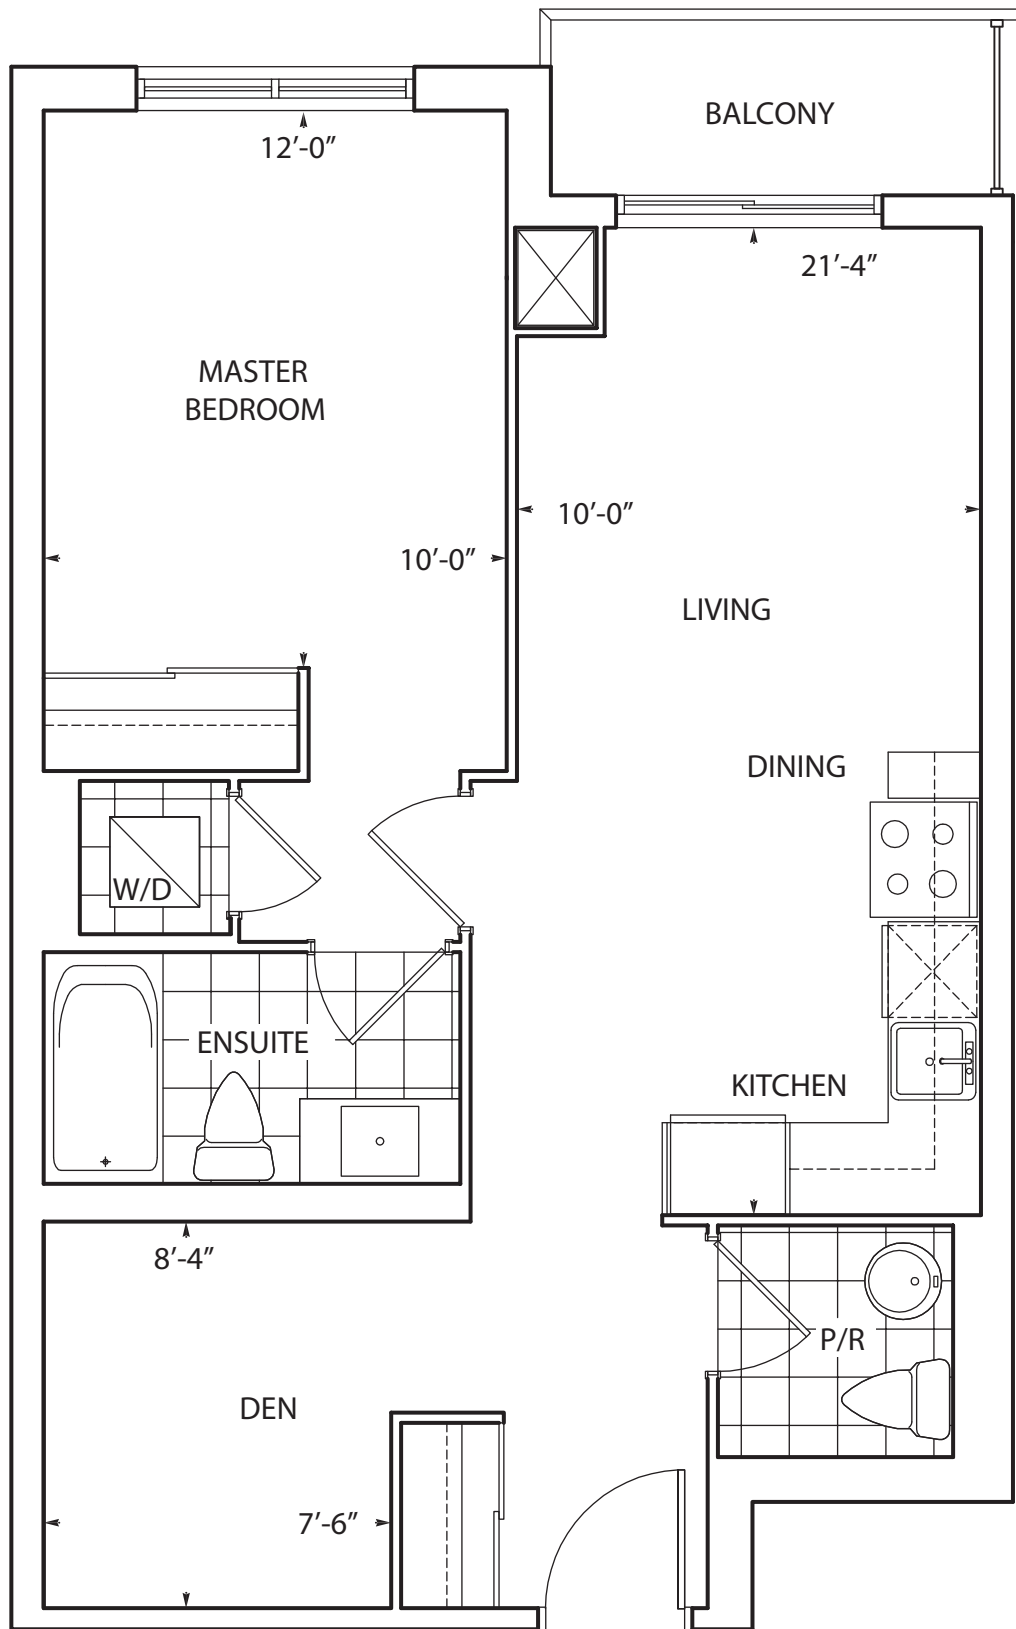 BALCONY
12'-0"
21'-4"
MASTER
BEDROOM
10'-0"
10'-0"
LIVING
DINING
W/D
ENSUITE
KITCHEN
8'-4"
P/R
DEN
7'-6"